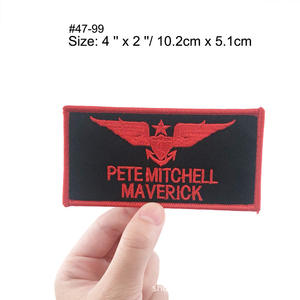 #47-99
Size: 4 " x 2 "/ 10.2cm x 5.1cm
PETE MITCHELL
MAVERICK